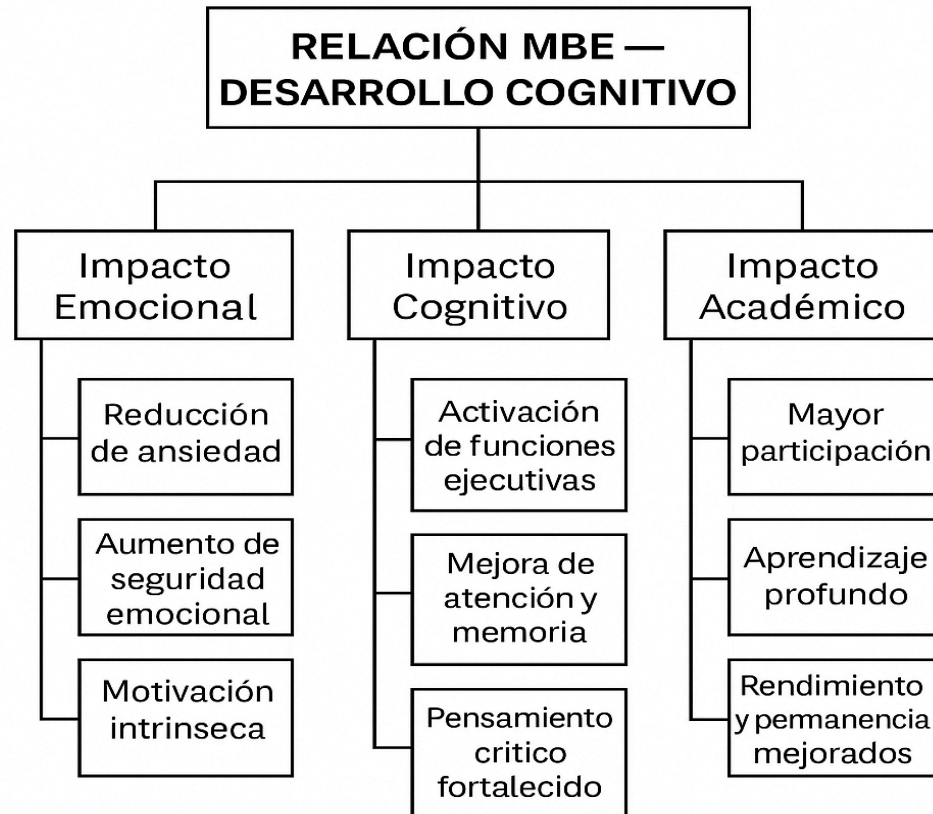 RELACIÓN MBE —
DESARROLLO COGNITIVO
Impacto
Emocional
Reducción
de ansiedad
Aumento de
seguridad
emocional
Motivación
intrinseca
Impacto
Cognitivo
Activación
de funciones
ejecutivas
Mejora de
atención y
memoria
Pensamiento
critico
fortalecido
Impacto
Académico
Mayor
participación
Aprendizaje
profundo
Rendimiento
y permanencia
mejorados